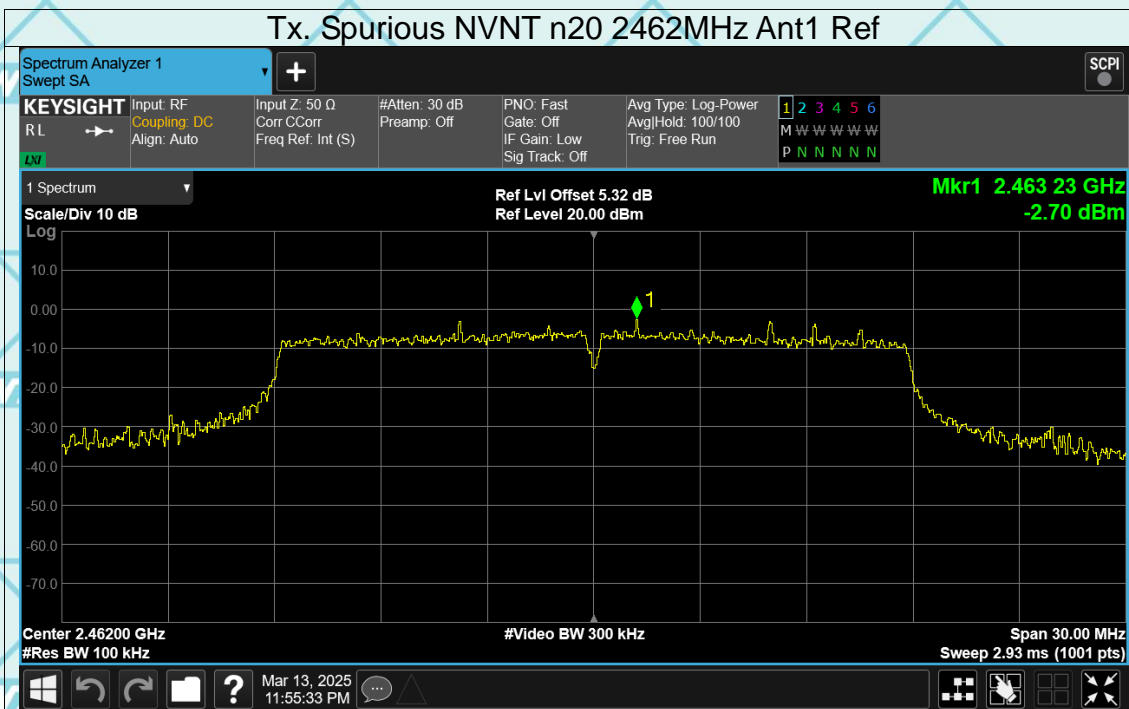 Tx. Spurious NVNT n20 2462MHz Ant1 Ref
Spectrum Analyzer 1
Swept SA
+
SCPI
KEYSIGHT
RL
LXI
Input: RF
Coupling: DC
Align: Auto
Input Z: 50 Ω
Corr CCorr
Freq Ref: Int (S)
#Atten: 30 dB
Preamp: Off
PNO: Fast
Gate: Off
IF Gain: Low
Sig Track: Off
Avg Type: Log-Power
Avg|Hold: 100/100
Trig: Free Run
1 2 3 4 5 6
M W W W W W
P N N N N N
1 Spectrum
Scale/Div 10 dB
Ref Lvl Offset 5.32 dB
Ref Level 20.00 dBm
Mkr1 2.463 23 GHz
-2.70 dBm
Log
10.0
0.00
-10.0
-20.0
-30.0
-40.0
-50.0
-60.0
-70.0
1
Center 2.46200 GHz
#Res BW 100 kHz
#Video BW 300 kHz
Span 30.00 MHz
Sweep 2.93 ms (1001 pts)
?
Mar 13, 2025
11:55:33 PM